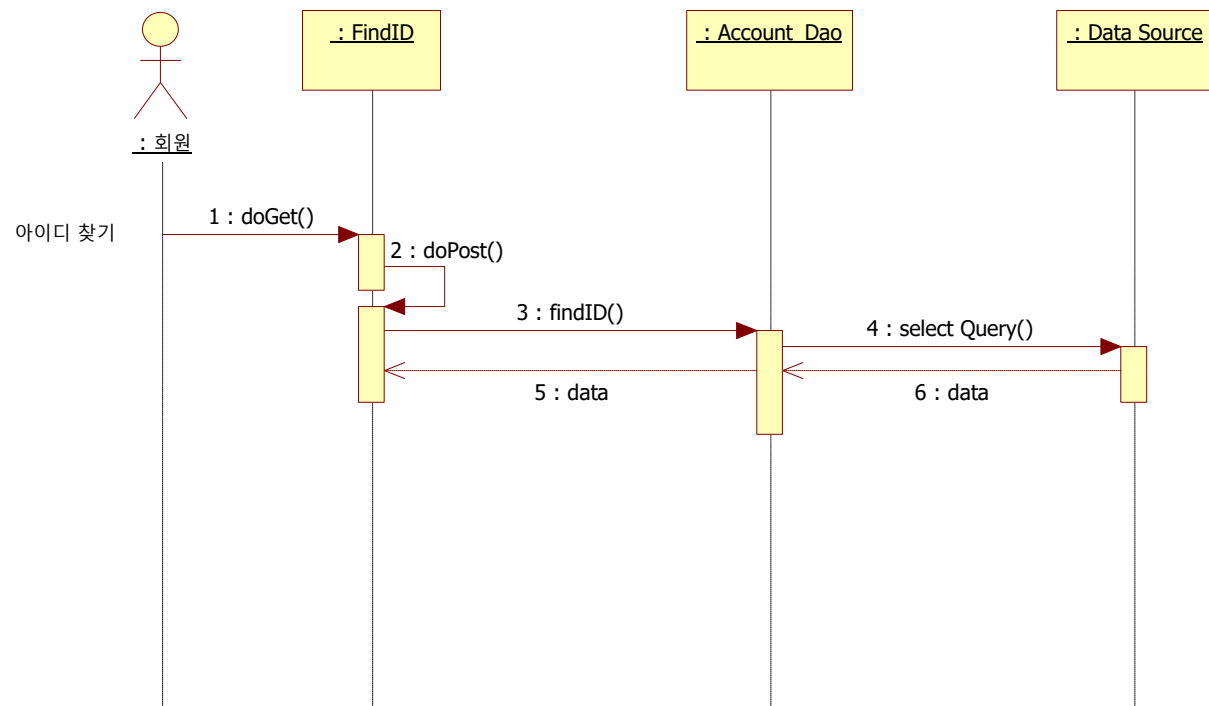 : FindID
: Account_Dao
: Data Source
: 회원
아이디 찾기
1 : doGet()
2 : doPost()
3 : findID()
4 : select Query()
5 : data
6 : data